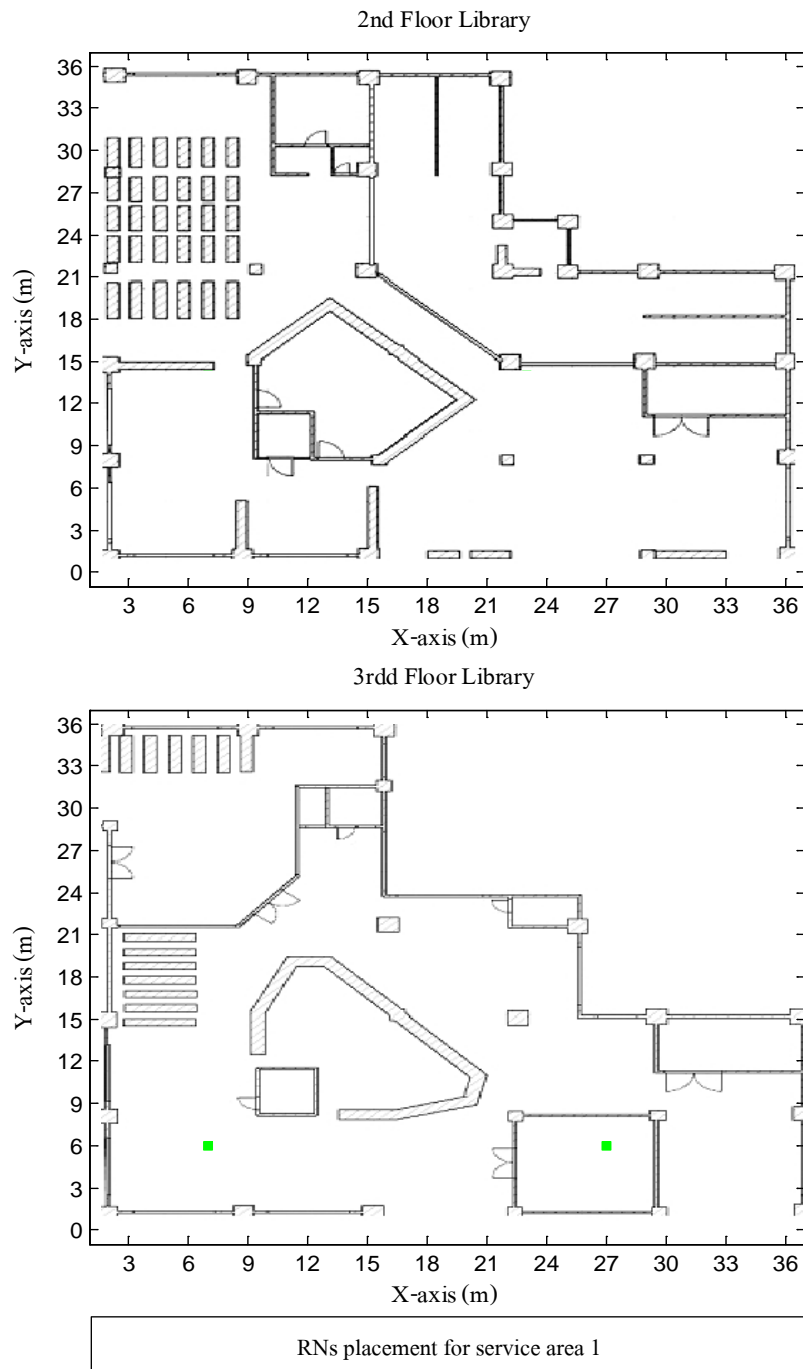 2nd Floor Library
36
33
30
27
24
21
18
15
12
9
6
3
0
Y-axis (m)
3 6 9 12 15 18 21 24 27 30 33 36
X-axis (m)
3rdd Floor Library
36
33
30
27
24
21
18
15
12
9
6
3
0
Y-axis (m)
3 6 9 12 15 18 21 24 27 30 33 36
X-axis (m)
RNs placement for service area 1